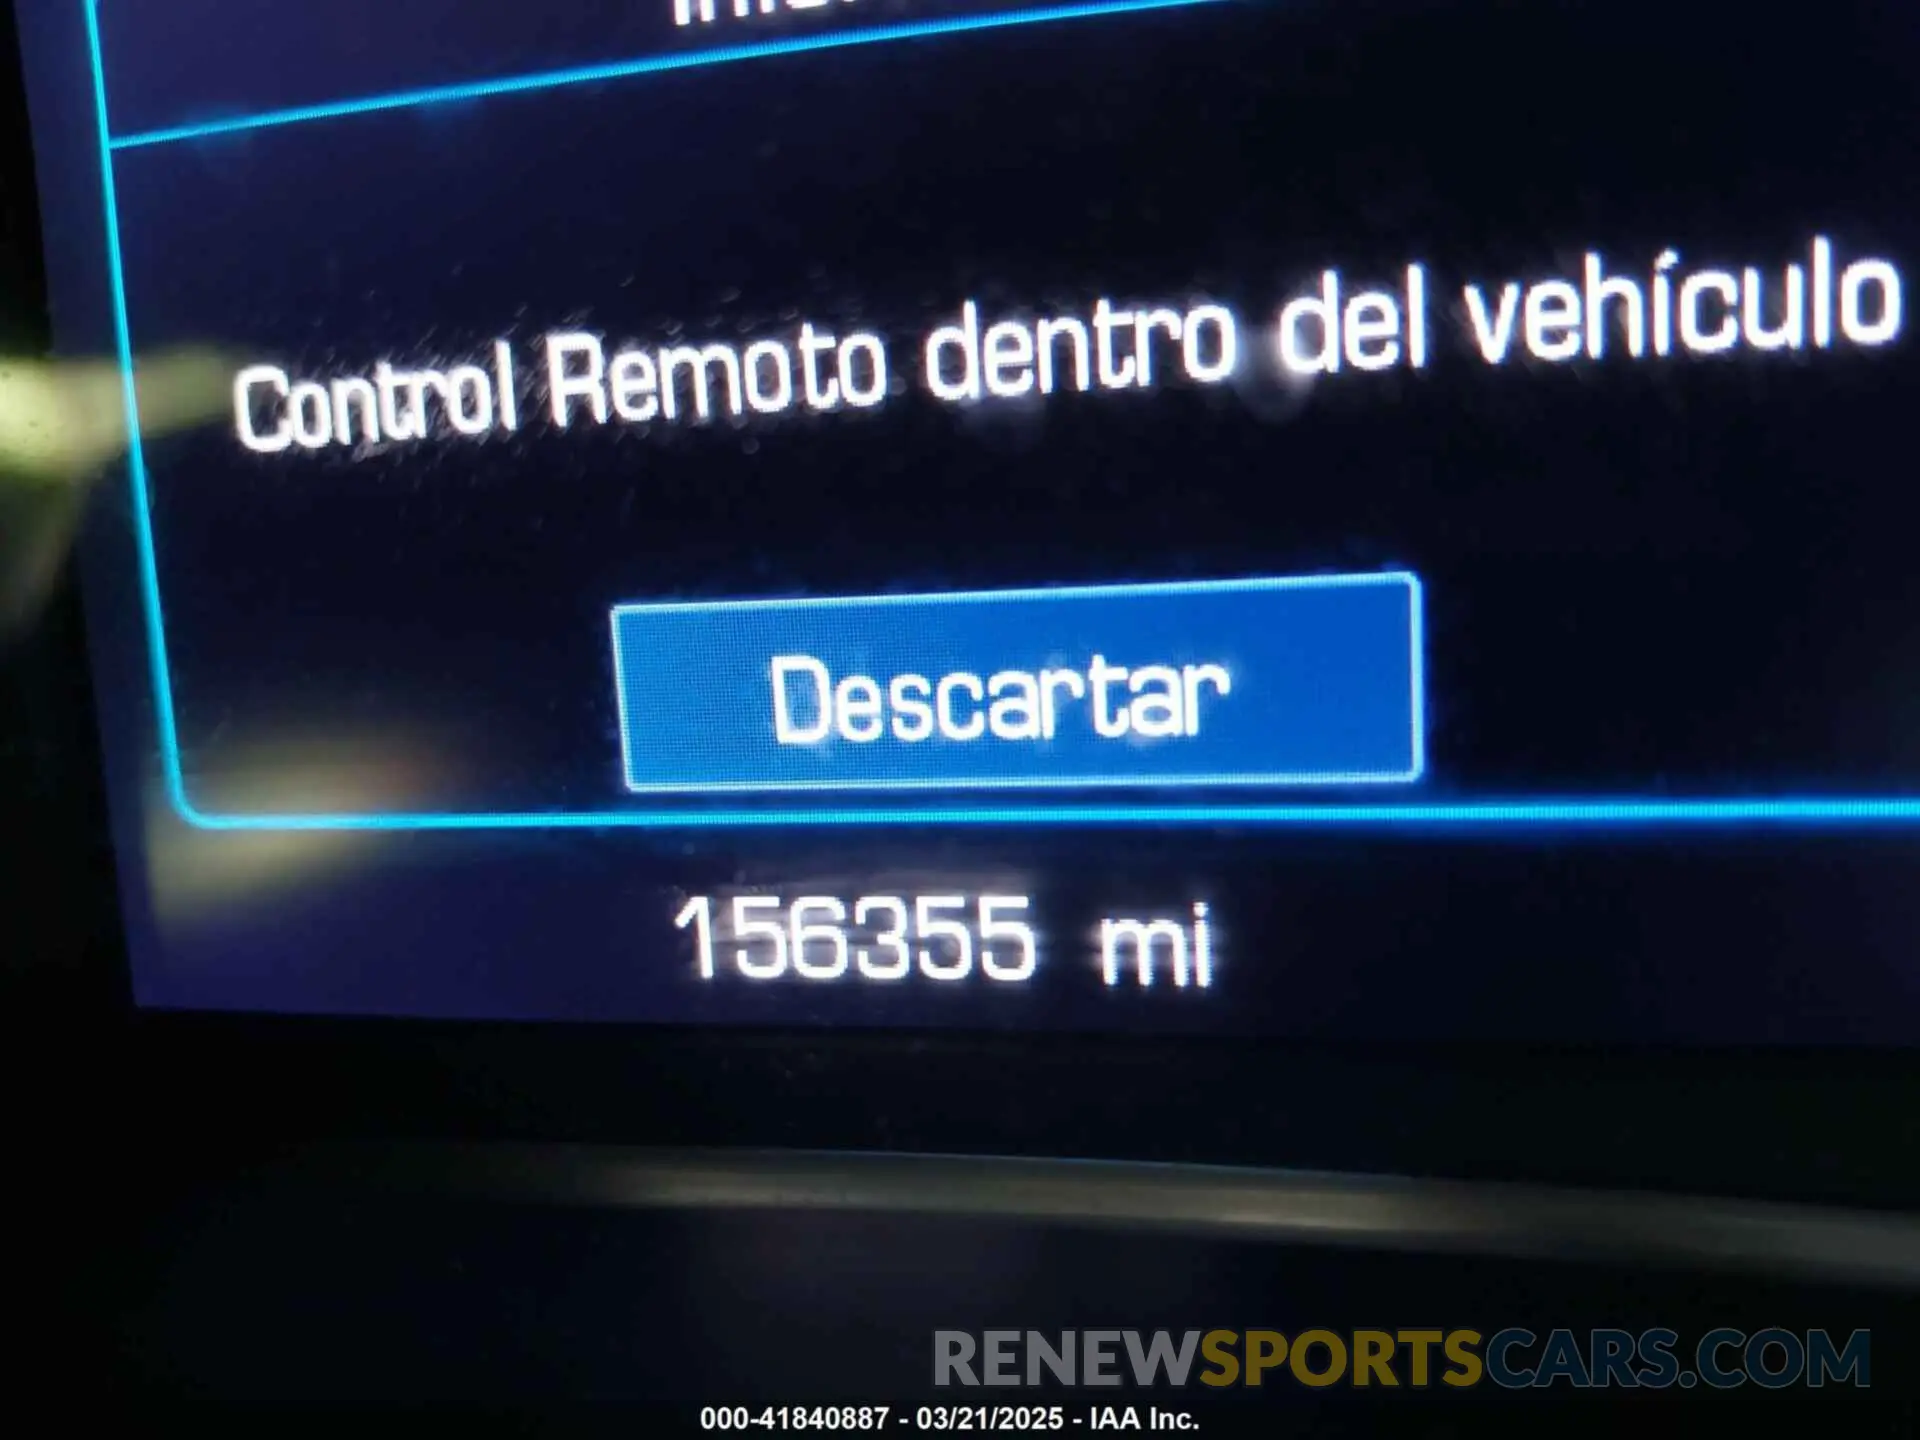 Control Remoto dentro del vehículo
Descartar
156355 mi
RENEWSPORTSCARS.COM
000-41840887 - 03/21/2025 - IAA Inc.